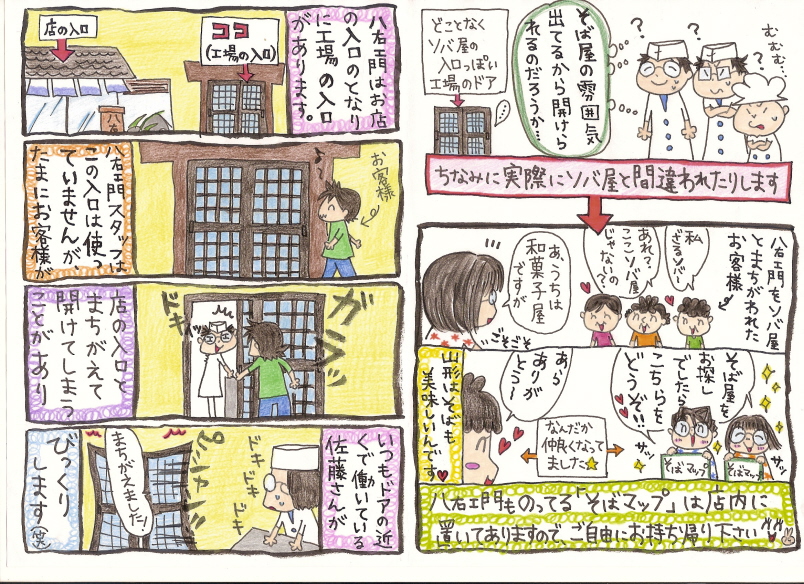 店の入口
ココ
(工場の入口)
八右エ門はお店
の入口のとなり
に工場の入口
があります。
八右エ門スタッフは
この入口は使っ
ていませんが、
たまにお客様が
お客様
店の入口と
まちがえて
開けてしまう
ことがあり
ガラッ
ドキィッ
いつもドアの近
くで働いている
佐藤さんが
ドキ
ドキ
ドキ
ピシャン
まちがえました!
びっくり
します(笑)
むむ…
?
?
?
そば屋の雰囲気
出てるから開けら
れるのだろうか…
どことなく
ソバ屋の
入口っぽい
工場のドア
ちなみに実際にソバ屋と間違われたりします
八右エ門をソバ屋
とまちがわれた
お客様
私
ざるソバー
あれ?
ここソバ屋
じゃないの?
あ、うちは
和菓子屋
ですが
ごそごそ
そば屋を
お探し
でしたら
こちらを
どうぞ!!
サッ
サッ
そばマップ
そばマップ
あら
ありが
とう〜
なんだか
仲良くなって
ました☆
山形はそばも
美味しいんです♥
八右エ門ものってる「そばマップ」は店内に
置いてありますので、ご自由にお持ち帰り下さい